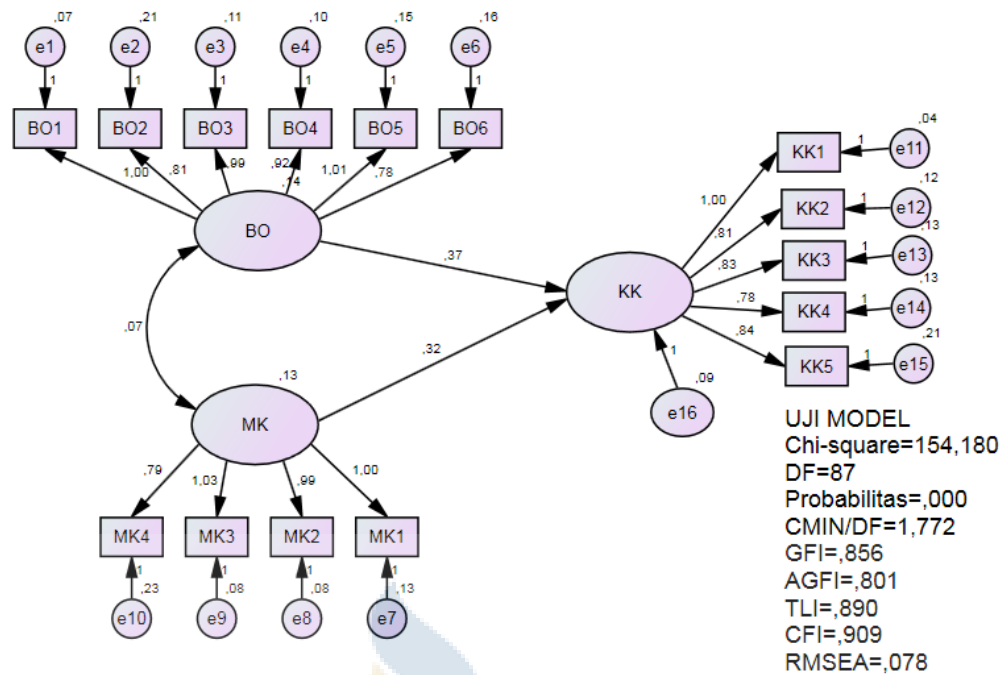 ,07 ,21 ,11 ,10 ,15 ,16
e1 e2 e3 e4 e5 e6
1 1 1 1 1 1
BO1 BO2 BO3 BO4 BO5 BO6
1,00 ,81 ,99 ,92 1,01 ,78
,14
BO
,37
,04
KK1 1 e11
1,00
,12
KK2 1 e12
,81
,13
KK3 1 e13
,83
,13
KK4 1 e14
,78
,21
KK5 1 e15
,84
KK
1 ,09
e16
,07
,32
,13
MK
,79 1,03 ,99 1,00
MK4 MK3 MK2 MK1
1 1 1 1
,23 ,08 ,08 ,13
e10 e9 e8 e7
UJI MODEL
Chi-square=154,180
DF=87
Probabilitas=,000
CMIN/DF=1,772
GFI=,856
AGFI=,801
TLI=,890
CFI=,909
RMSEA=,078